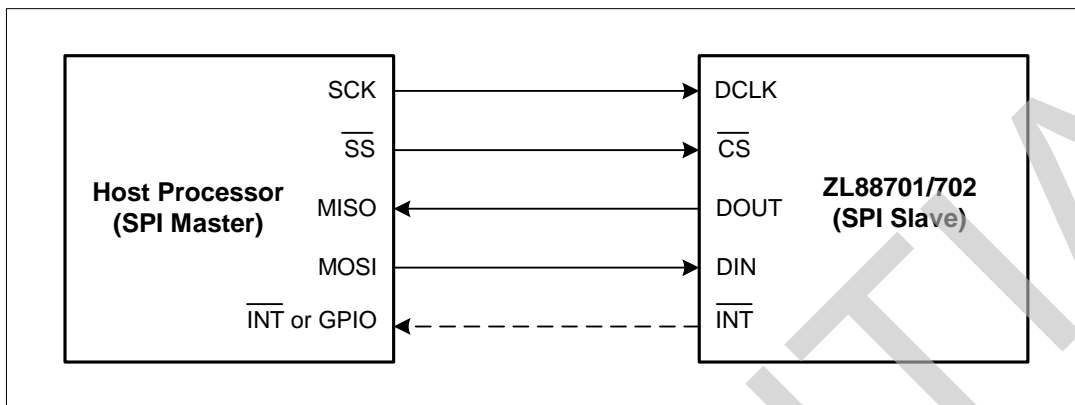 SCK
DCLK
SS
CS
Host Processor
(SPI Master)
MISO
DOUT
ZL88701/702
(SPI Slave)
MOSI
DIN
INT or GPIO
INT